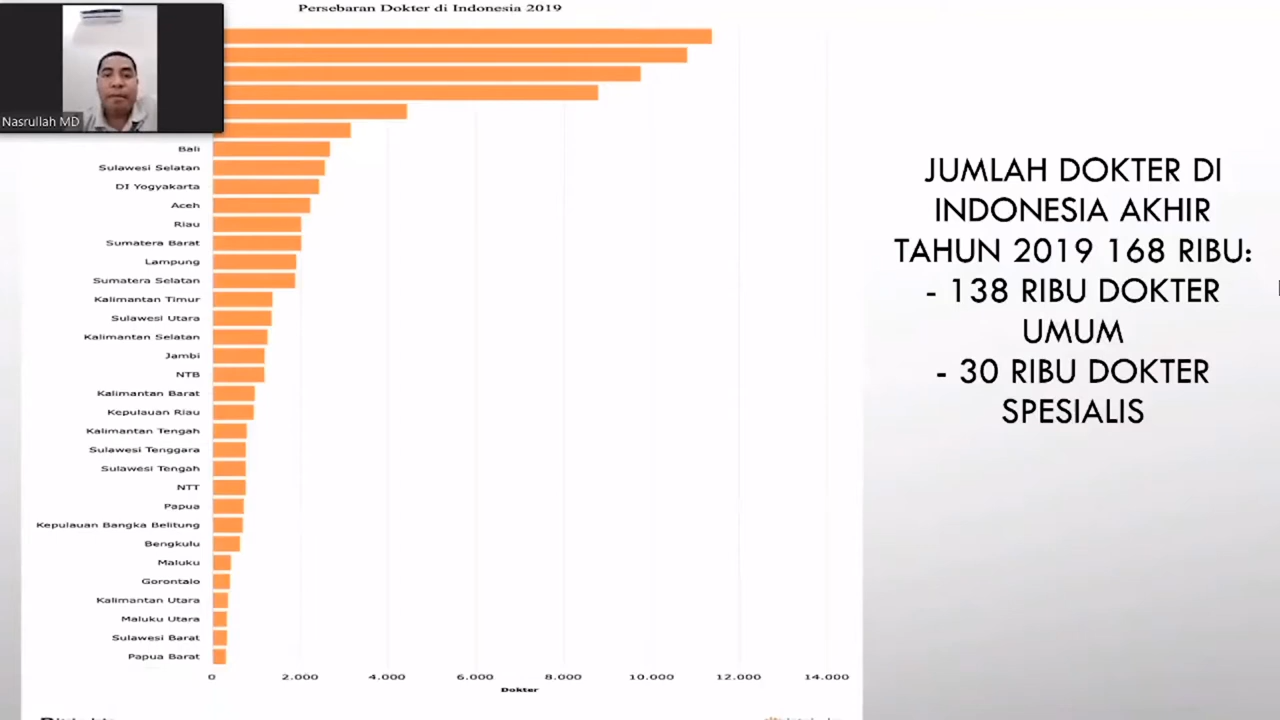 Persebaran Dokter di Indonesia 2019
Nasrullah MD
Bali
Sulawesi Selatan
DI Yogyakarta
Aceh
Riau
Sumatera Barat
Lampung
Sumatera Selatan
Kalimantan Timur
Sulawesi Utara
Kalimantan Selatan
Jambi
NTB
Kalimantan Barat
Kepulauan Riau
Kalimantan Tengah
Sulawesi Tenggara
Sulawesi Tengah
NTT
Papua
Kepulauan Bangka Belitung
Bengkulu
Maluku
Gorontalo
Kalimantan Utara
Maluku Utara
Sulawesi Barat
Papua Barat
0 2.000 4.000 6.000 8.000 10.000 12.000 14.000
Dokter
JUMLAH DOKTER DI
INDONESIA AKHIR
TAHUN 2019 168 RIBU:
- 138 RIBU DOKTER
UMUM
- 30 RIBU DOKTER
SPESIALIS